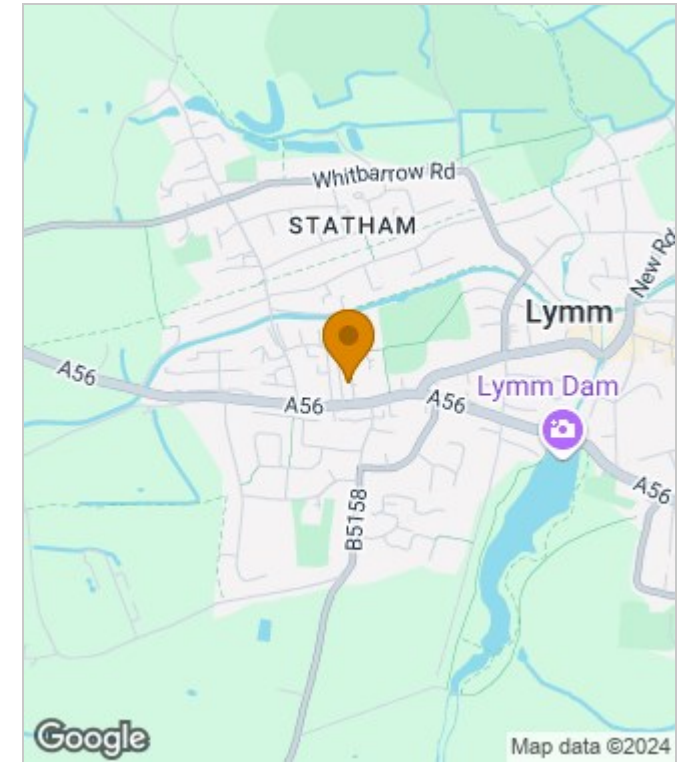 Whitbarrow Rd
STATHAM
New Rd
Lymm
A56
Lymm Dam
A56
A56
A56
B5158
Google
Map data ©2024